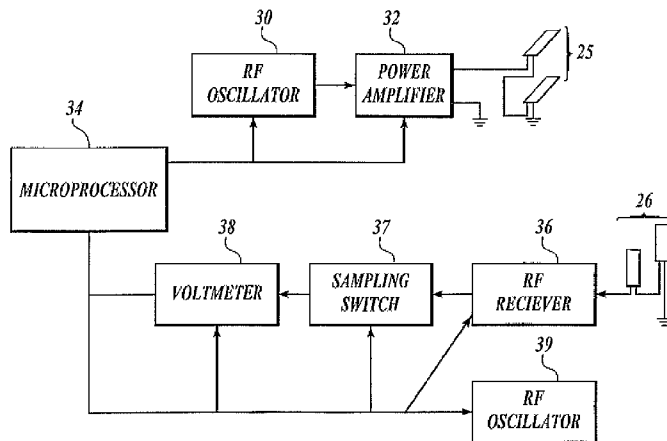 30
32
RF
OSCILLATOR
POWER
AMPLIFIER
25
34
MICROPROCESSOR
38
37
36
26
VOLTMETER
SAMPLING
SWITCH
RF
RECIEVER
39
RF
OSCILLATOR